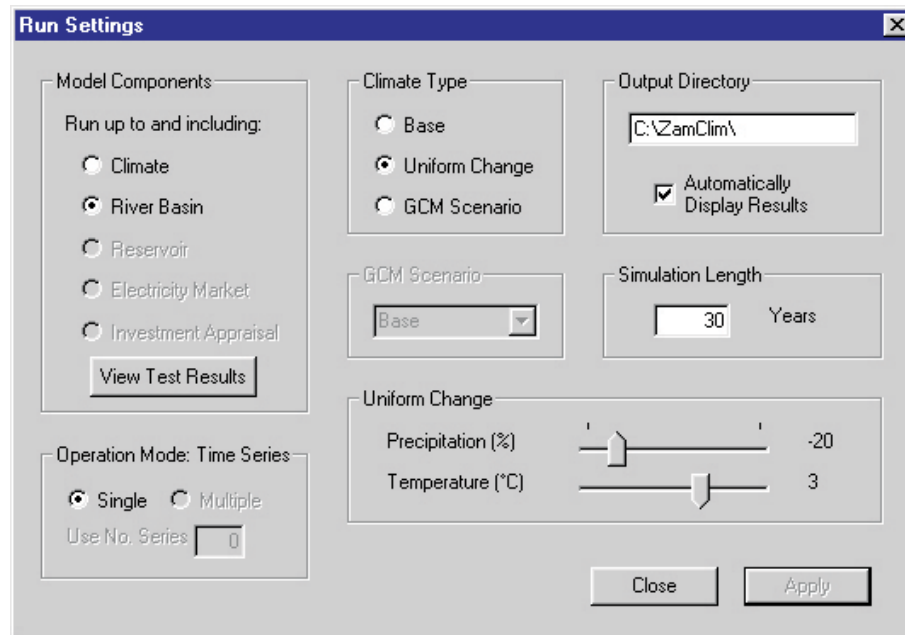 Run Settings
Model Components
Run up to and including:
Climate
River Basin
Reservoir
Electricity Market
Investment Appraisal
View Test Results
Operation Mode: Time Series
Single
Multiple
Use No. Series
0
Climate Type
Base
Uniform Change
GCM Scenario
GCM Scenario
Base
Output Directory
C:\ZamClim\
Automatically
Display Results
Simulation Length
30
Years
Uniform Change
Precipitation (%)
-20
Temperature (°C)
3
Close
Apply